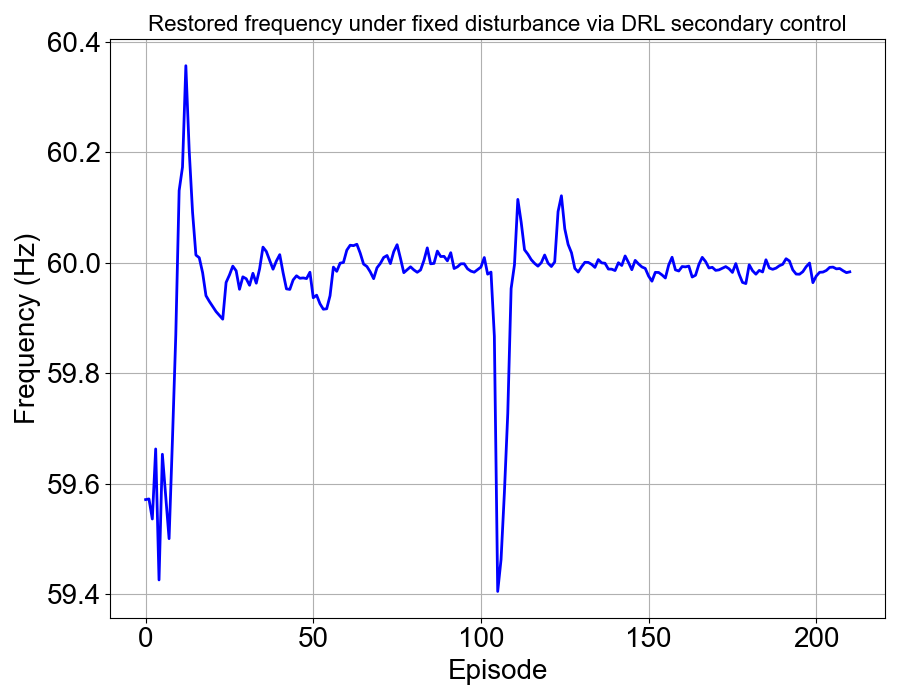 Restored frequency under fixed disturbance via DRL secondary control
60.4
60.2
60.0
59.8
59.6
59.4
Frequency (Hz)
0 50 100 150 200
Episode